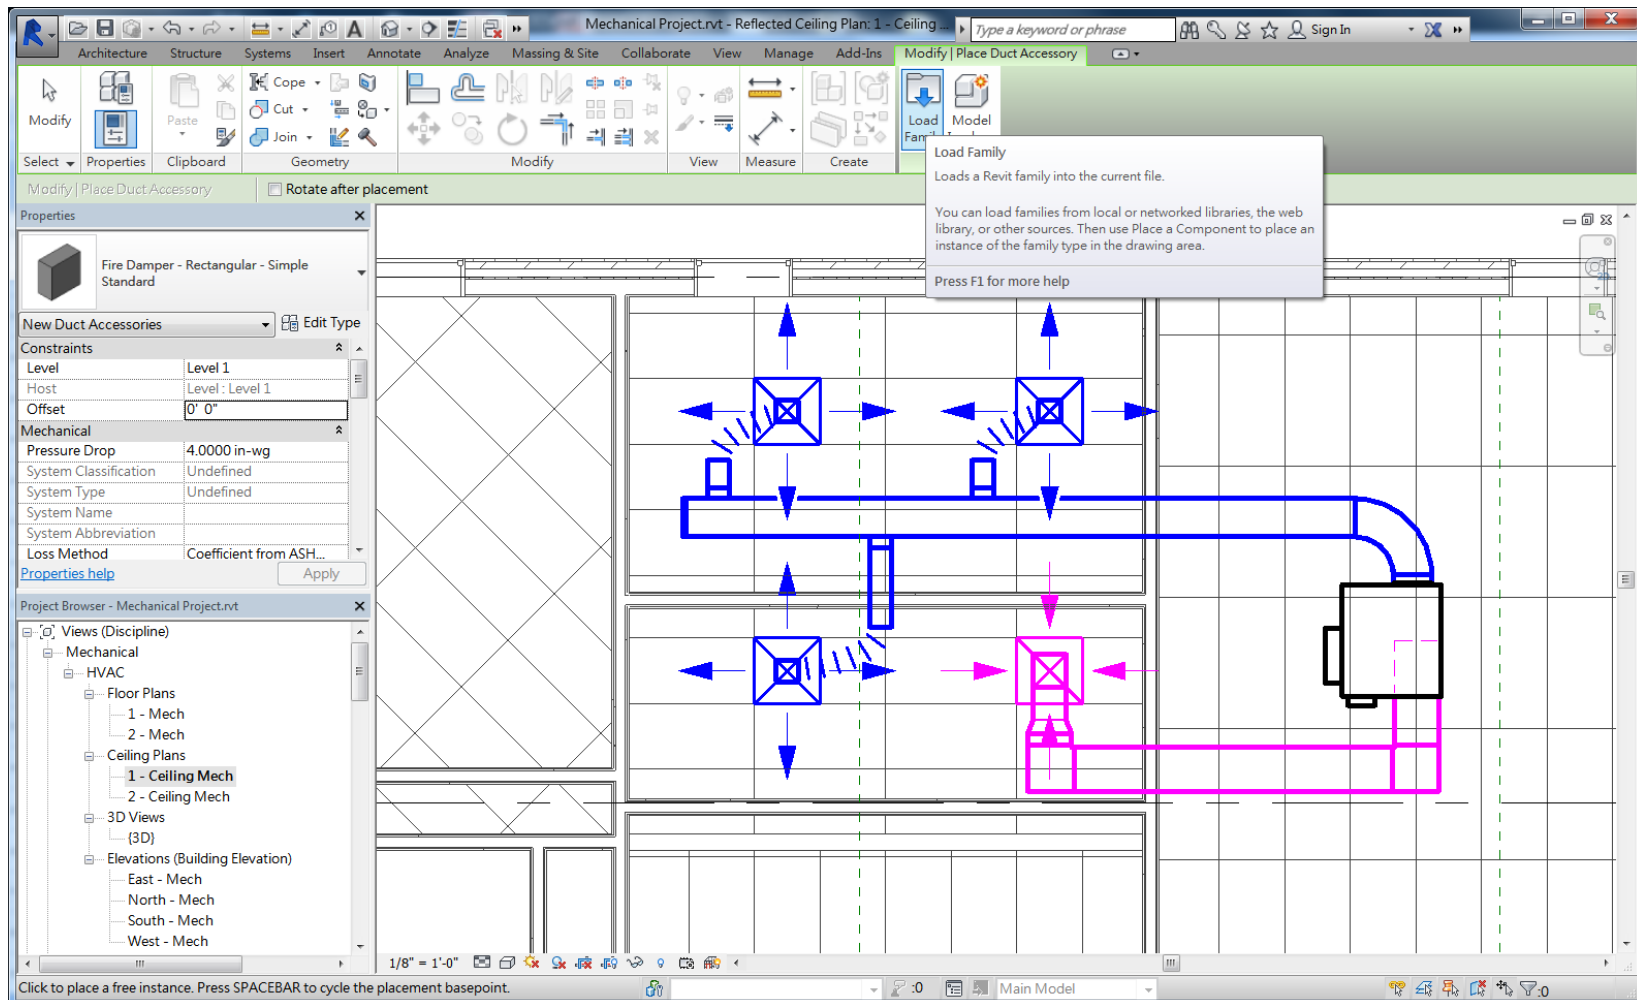 Mechanical Project.rvt - Reflected Ceiling Plan: 1 - Ceiling ...
Type a keyword or phrase
Sign In
Architecture Structure Systems Insert Annotate Analyze Massing & Site Collaborate View Manage Add-Ins Modify | Place Duct Accessory
Modify
Paste
Cope
Cut
Join
Load
Model
Select Properties Clipboard Geometry Modify View Measure Create
Load Family
Loads a Revit family into the current file.
You can load families from local or networked libraries, the web
library, or other sources. Then use Place a Component to place an
instance of the family type in the drawing area.
Press F1 for more help
Modify | Place Duct Accessory
Rotate after placement
Properties
Fire Damper - Rectangular - Simple
Standard
New Duct Accessories
Edit Type
Constraints
Level Level 1
Host Level : Level 1
Offset 0' 0"
Mechanical
Pressure Drop 4.0000 in-wg
System Classification Undefined
System Type Undefined
System Name
System Abbreviation
Loss Method Coefficient from ASH...
Properties help
Apply
Project Browser - Mechanical Project.rvt
Views (Discipline)
Mechanical
HVAC
Floor Plans
1 - Mech
2 - Mech
Ceiling Plans
1 - Ceiling Mech
2 - Ceiling Mech
3D Views
{3D}
Elevations (Building Elevation)
East - Mech
North - Mech
South - Mech
West - Mech
1/8" = 1'-0"
Click to place a free instance. Press SPACEBAR to cycle the placement basepoint.
:0
Main Model
:0